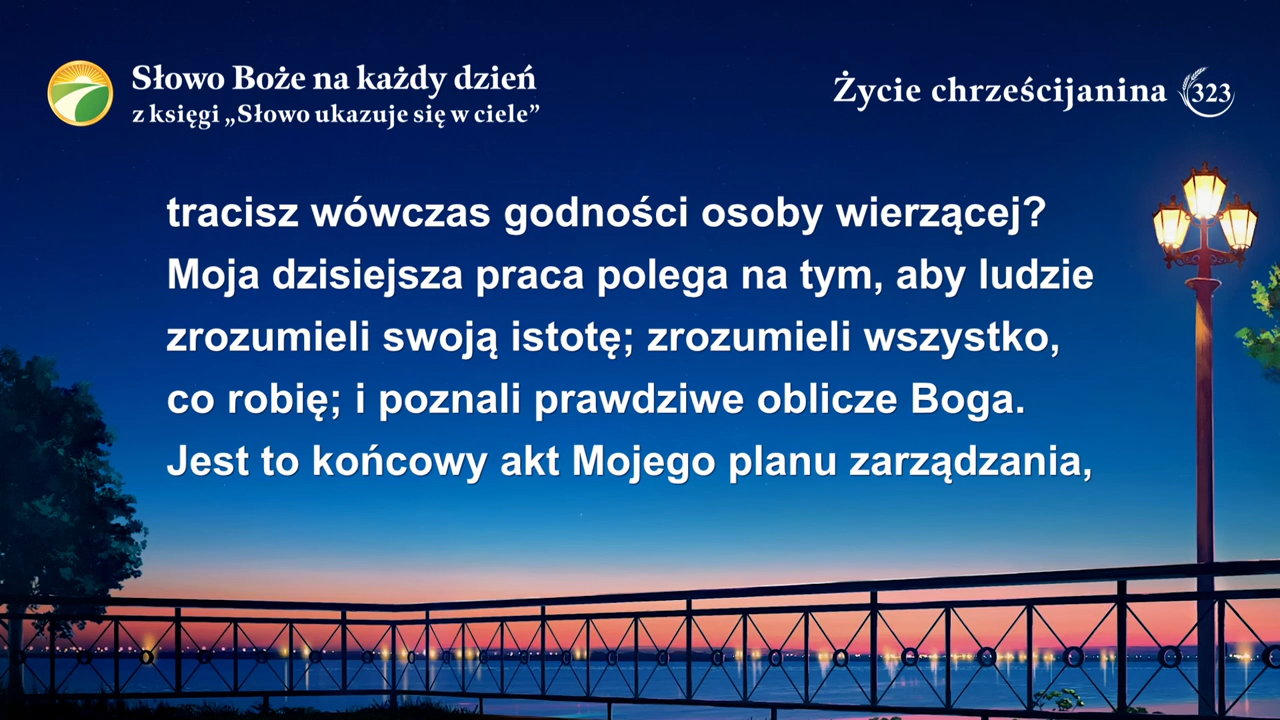 Słowo Boże na każdy dzień
z księgi „Słowo ukazuje się w ciele”
Życie chrześcijanina 323
tracisz wówczas godności osoby wierzącej?
Moja dzisiejsza praca polega na tym, aby ludzie
zrozumieli swoją istotę; zrozumieli wszystko,
co robię; i poznali prawdziwe oblicze Boga.
Jest to końcowy akt Mojego planu zarządzania,